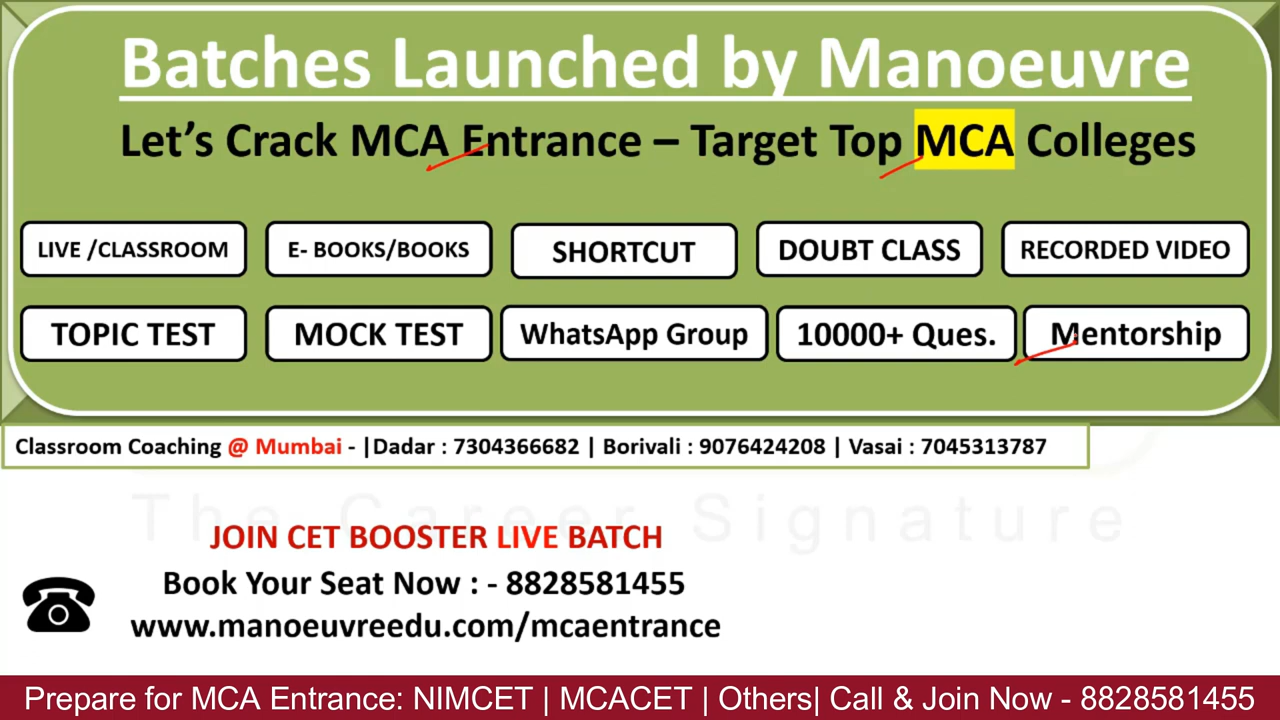 Batches Launched by Manoeuvre
Let's Crack MCA Entrance – Target Top MCA Colleges
LIVE /CLASSROOM E- BOOKS/BOOKS SHORTCUT DOUBT CLASS RECORDED VIDEO
TOPIC TEST MOCK TEST WhatsApp Group 10000+ Ques. Mentorship
Classroom Coaching @ Mumbai - |Dadar : 7304366682 | Borivali : 9076424208 | Vasai : 7045313787
The Career Signature
JOIN CET BOOSTER LIVE BATCH
Book Your Seat Now : - 8828581455
www.manoeuvreedu.com/mcaentrance
Prepare for MCA Entrance: NIMCET | MCACET | Others| Call & Join Now - 8828581455